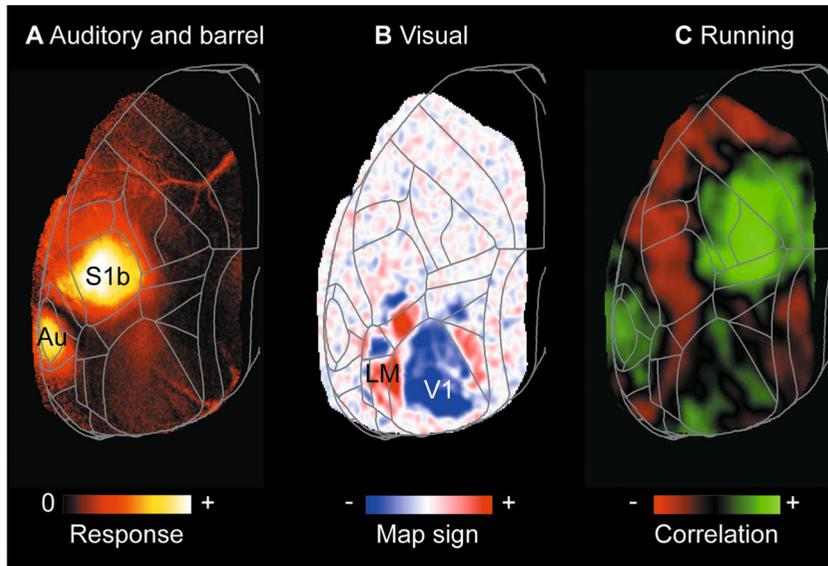 A Auditory and barrel
B Visual
C Running
S1b
Au
LM
V1
0 +
Response
- +
Map sign
- +
Correlation